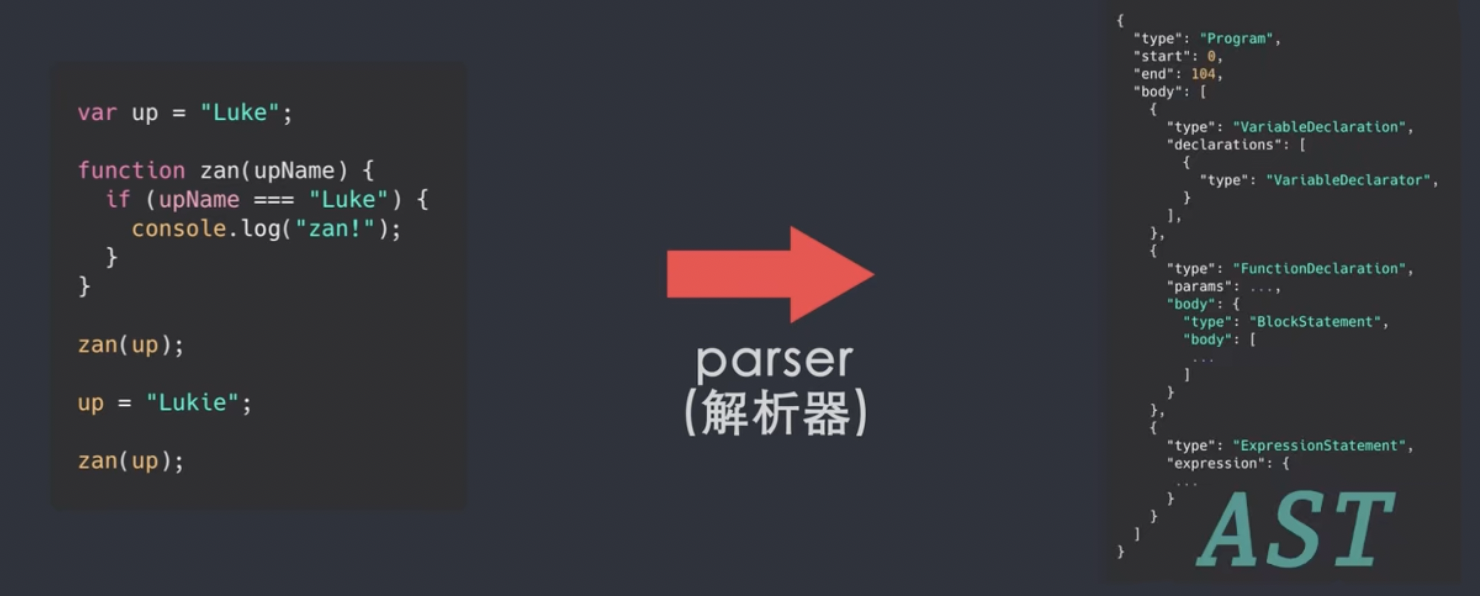 var up = "Luke";
function zan(upName) {
if (upName === "Luke") {
console.log("zan!");
}
}
zan(up);
up = "Lukie";
zan(up);
parser
(解析器)
{
"type": "Program",
"start": 0,
"end": 104,
"body": [
{
"type": "VariableDeclaration",
"declarations": [
{
"type": "VariableDeclarator",
}
],
},
{
"type": "FunctionDeclaration",
"params": ...,
"body": {
"type": "BlockStatement",
"body": [
...
]
}
},
{
"type": "ExpressionStatement",
"expression": {
...
}
}
]
}
AST